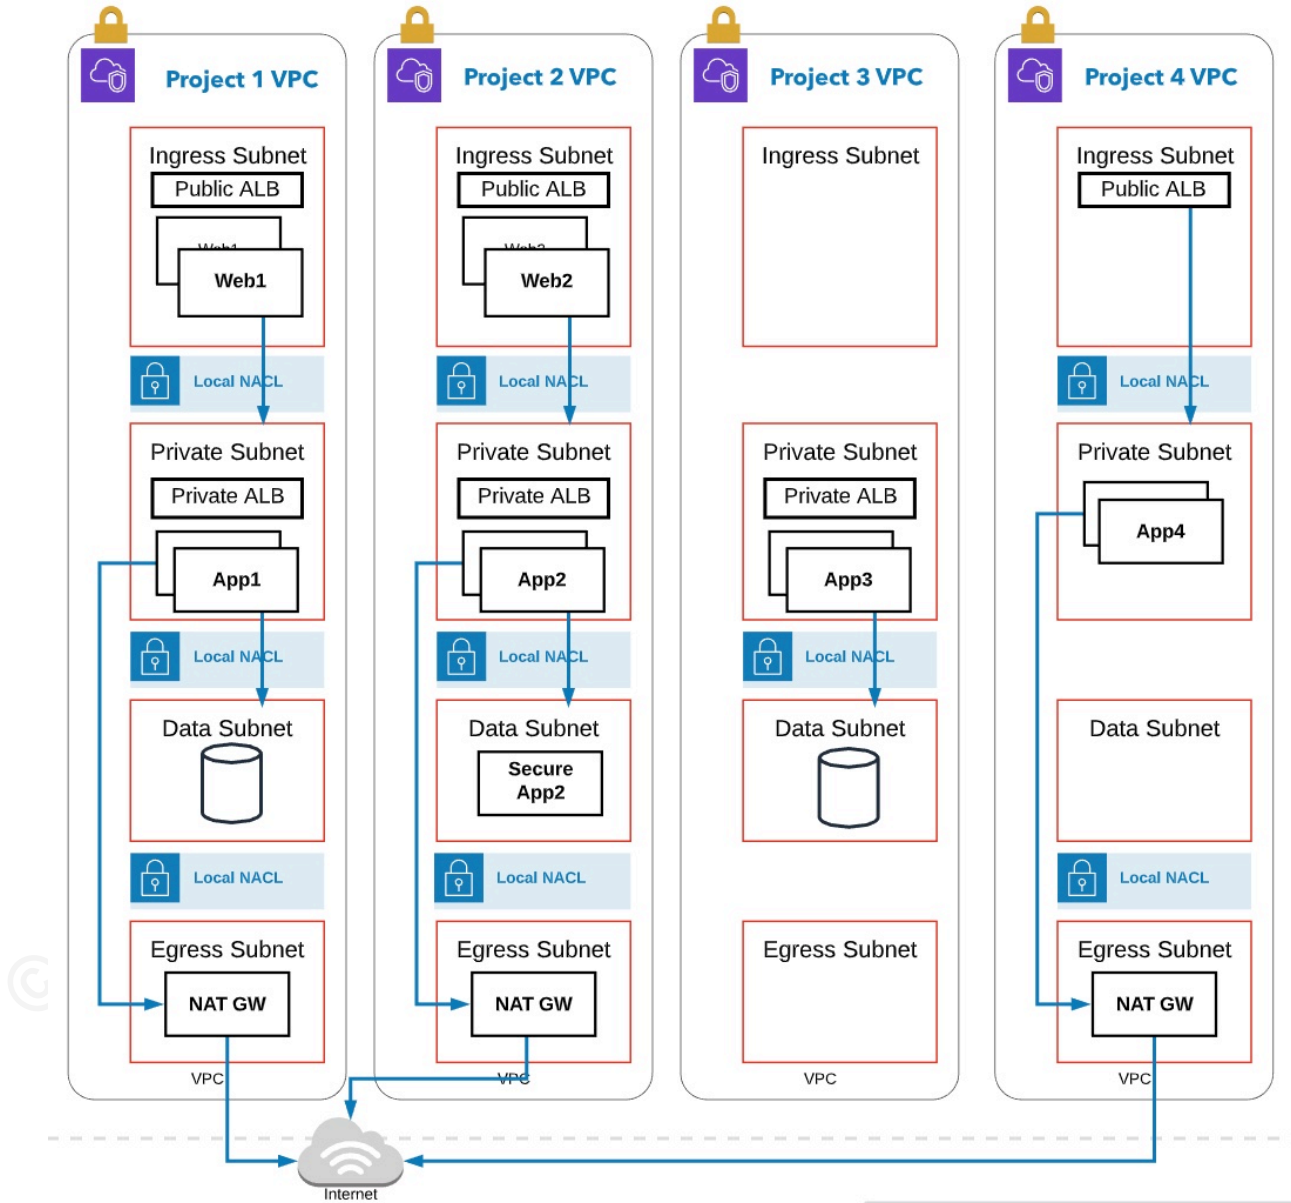 Project 1 VPC
Ingress Subnet
Public ALB
Web1
Web1
Local NACL
Private Subnet
Private ALB
App1
Local NACL
Data Subnet
Local NACL
Egress Subnet
NAT GW
VPC
Project 2 VPC
Ingress Subnet
Public ALB
Web2
Web2
Local NACL
Private Subnet
Private ALB
App2
Local NACL
Data Subnet
Secure
App2
Local NACL
Egress Subnet
NAT GW
VPC
Project 3 VPC
Ingress Subnet
Private Subnet
Private ALB
App3
Local NACL
Data Subnet
Egress Subnet
VPC
Project 4 VPC
Ingress Subnet
Public ALB
Local NACL
Private Subnet
App4
Data Subnet
Local NACL
Egress Subnet
NAT GW
VPC
Internet